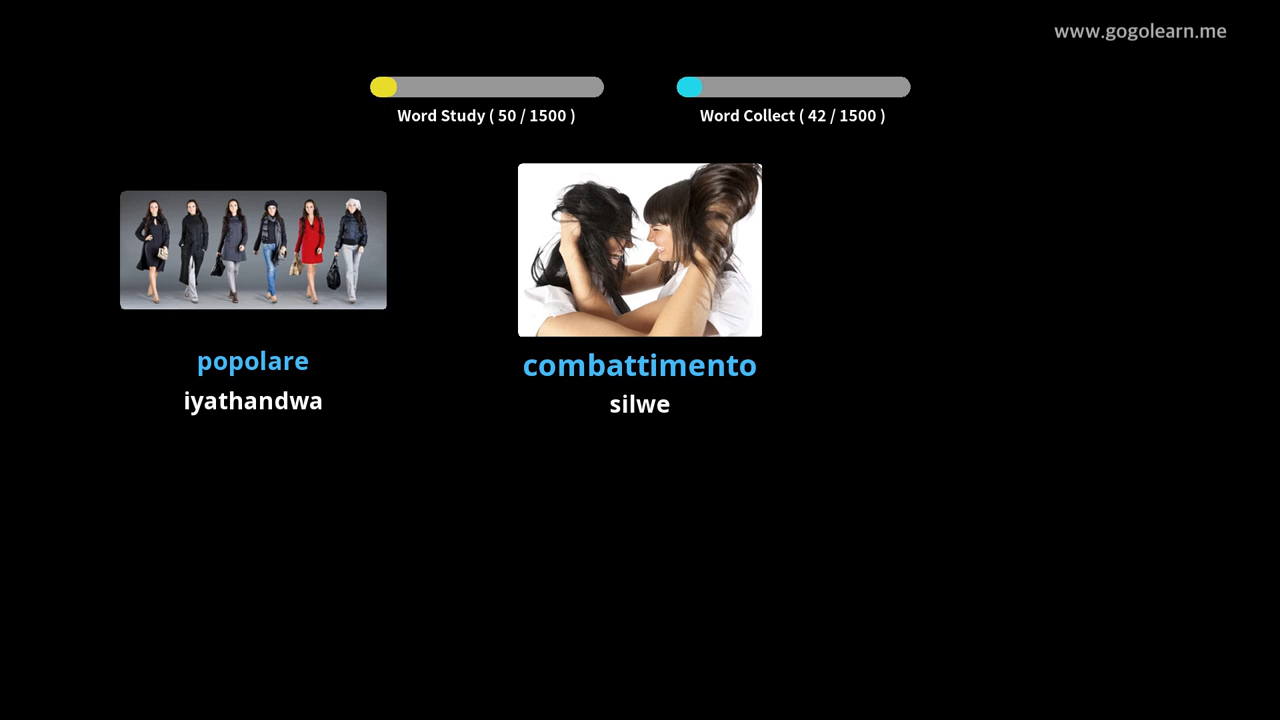 www.gogolearn.me
Word Study ( 50 / 1500 )
Word Collect ( 42 / 1500 )
popolare
iyathandwa
combattimento
silwe